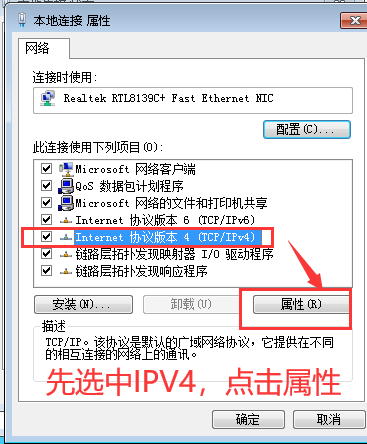 本地连接 属性
网络
连接时使用:
Realtek RTL8139C+ Fast Ethernet NIC
配置(C)...
此连接使用下列项目(O):
Microsoft 网络客户端
QoS 数据包计划程序
Microsoft 网络的文件和打印机共享
Internet 协议版本 6 (TCP/IPv6)
Internet 协议版本 4 (TCP/IPv4)
链路层拓扑发现映射器 I/O 驱动程序
链路层拓扑发现响应程序
安装(N)...
卸载(U)
属性(R)
描述
TCP/IP。该协议是默认的广域网络协议，它提供在不同
的相互连接的网络上的通讯。
先选中IPV4，点击属性
确定
取消